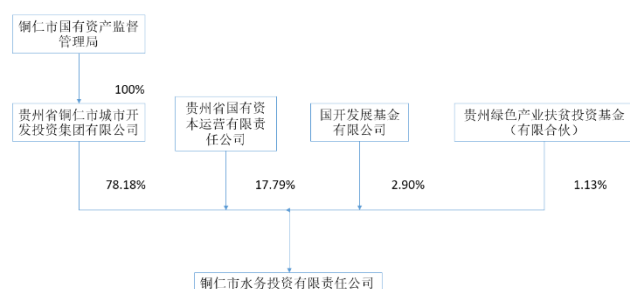 铜仁市国有资产监督
管理局
100%
贵州省铜仁市城市开
发投资集团有限公司
贵州省国有资
本运营有限责
任公司
国开发展基金
有限公司
贵州绿色产业扶贫投资基金
（有限合伙）
78.18%
17.79%
2.90%
1.13%
铜仁市水务投资有限责任公司